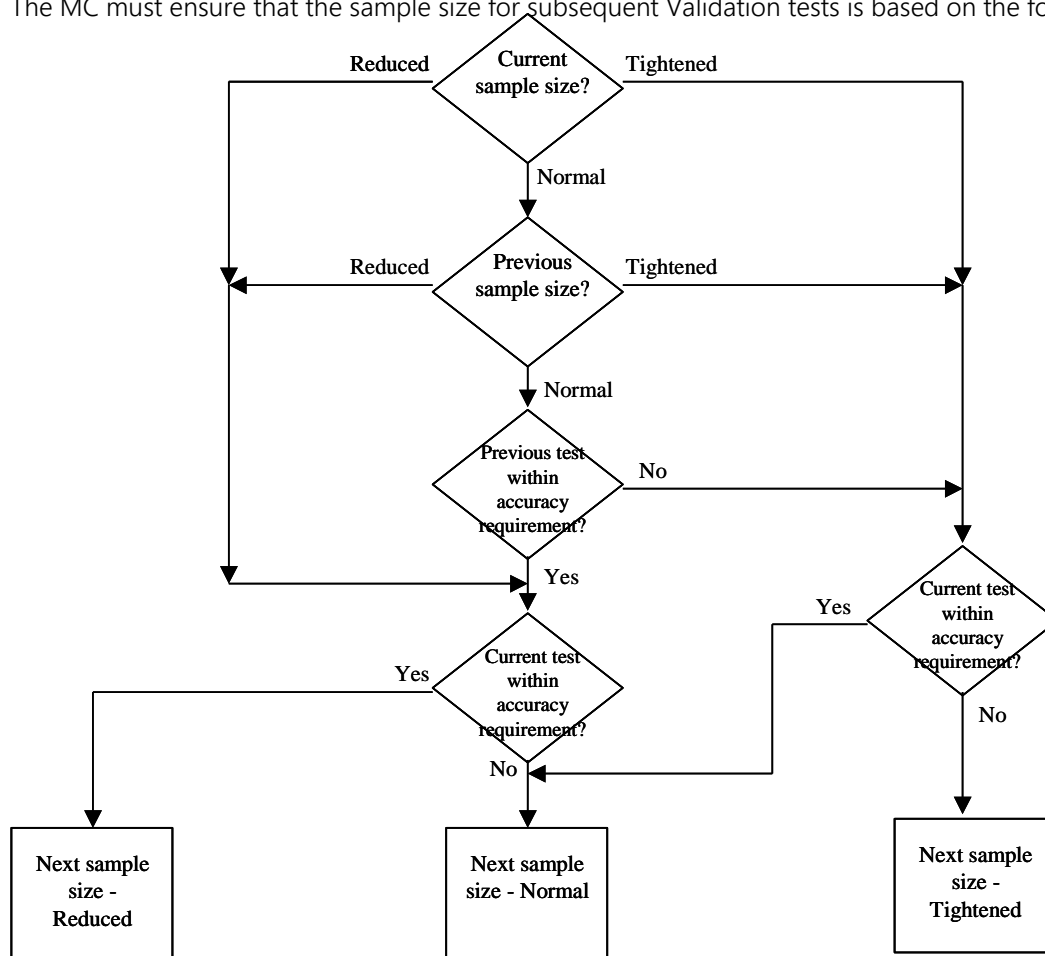 The MC must ensure that the sample size for subsequent Validation tests is based on the
Reduced
Current
sample size?
Tightened
Normal
Reduced
Previous
sample size?
Tightened
Normal
Previous test
within
accuracy
requirement?
No
Yes
Current test
within
accuracy
requirement?
Yes
No
Yes
Current test
within
accuracy
requirement?
No
Next sample
size -
Reduced
Next sample
size - Normal
Next sample
size -
Tightened